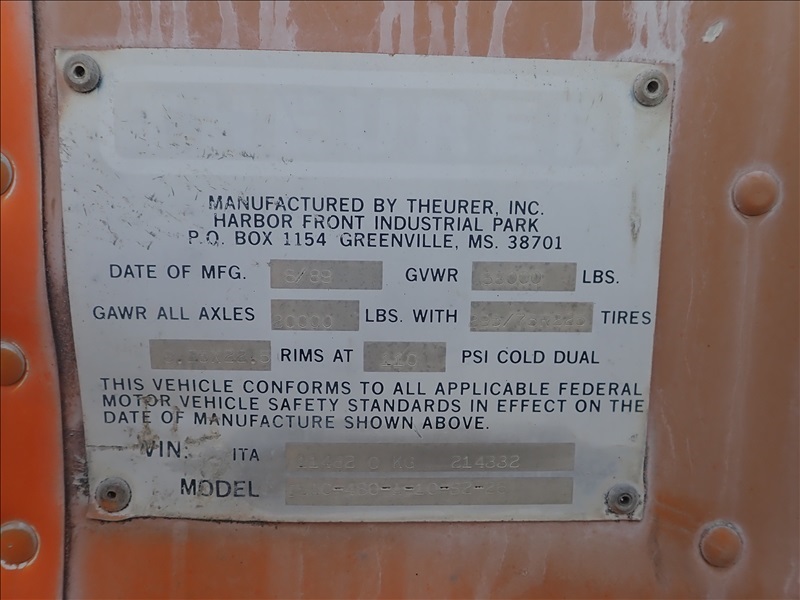 MANUFACTURED BY THEURER, INC.
HARBOR FRONT INDUSTRIAL PARK
P.O. BOX 1154 GREENVILLE, MS. 38701
DATE OF MFG. GVWR LBS.
GAWR ALL AXLES LBS. WITH TIRES
RIMS AT PSI COLD DUAL
THIS VEHICLE CONFORMS TO ALL APPLICABLE FEDERAL
MOTOR VEHICLE SAFETY STANDARDS IN EFFECT ON THE
DATE OF MANUFACTURE SHOWN ABOVE.
VIN: ITA 214332
MODEL